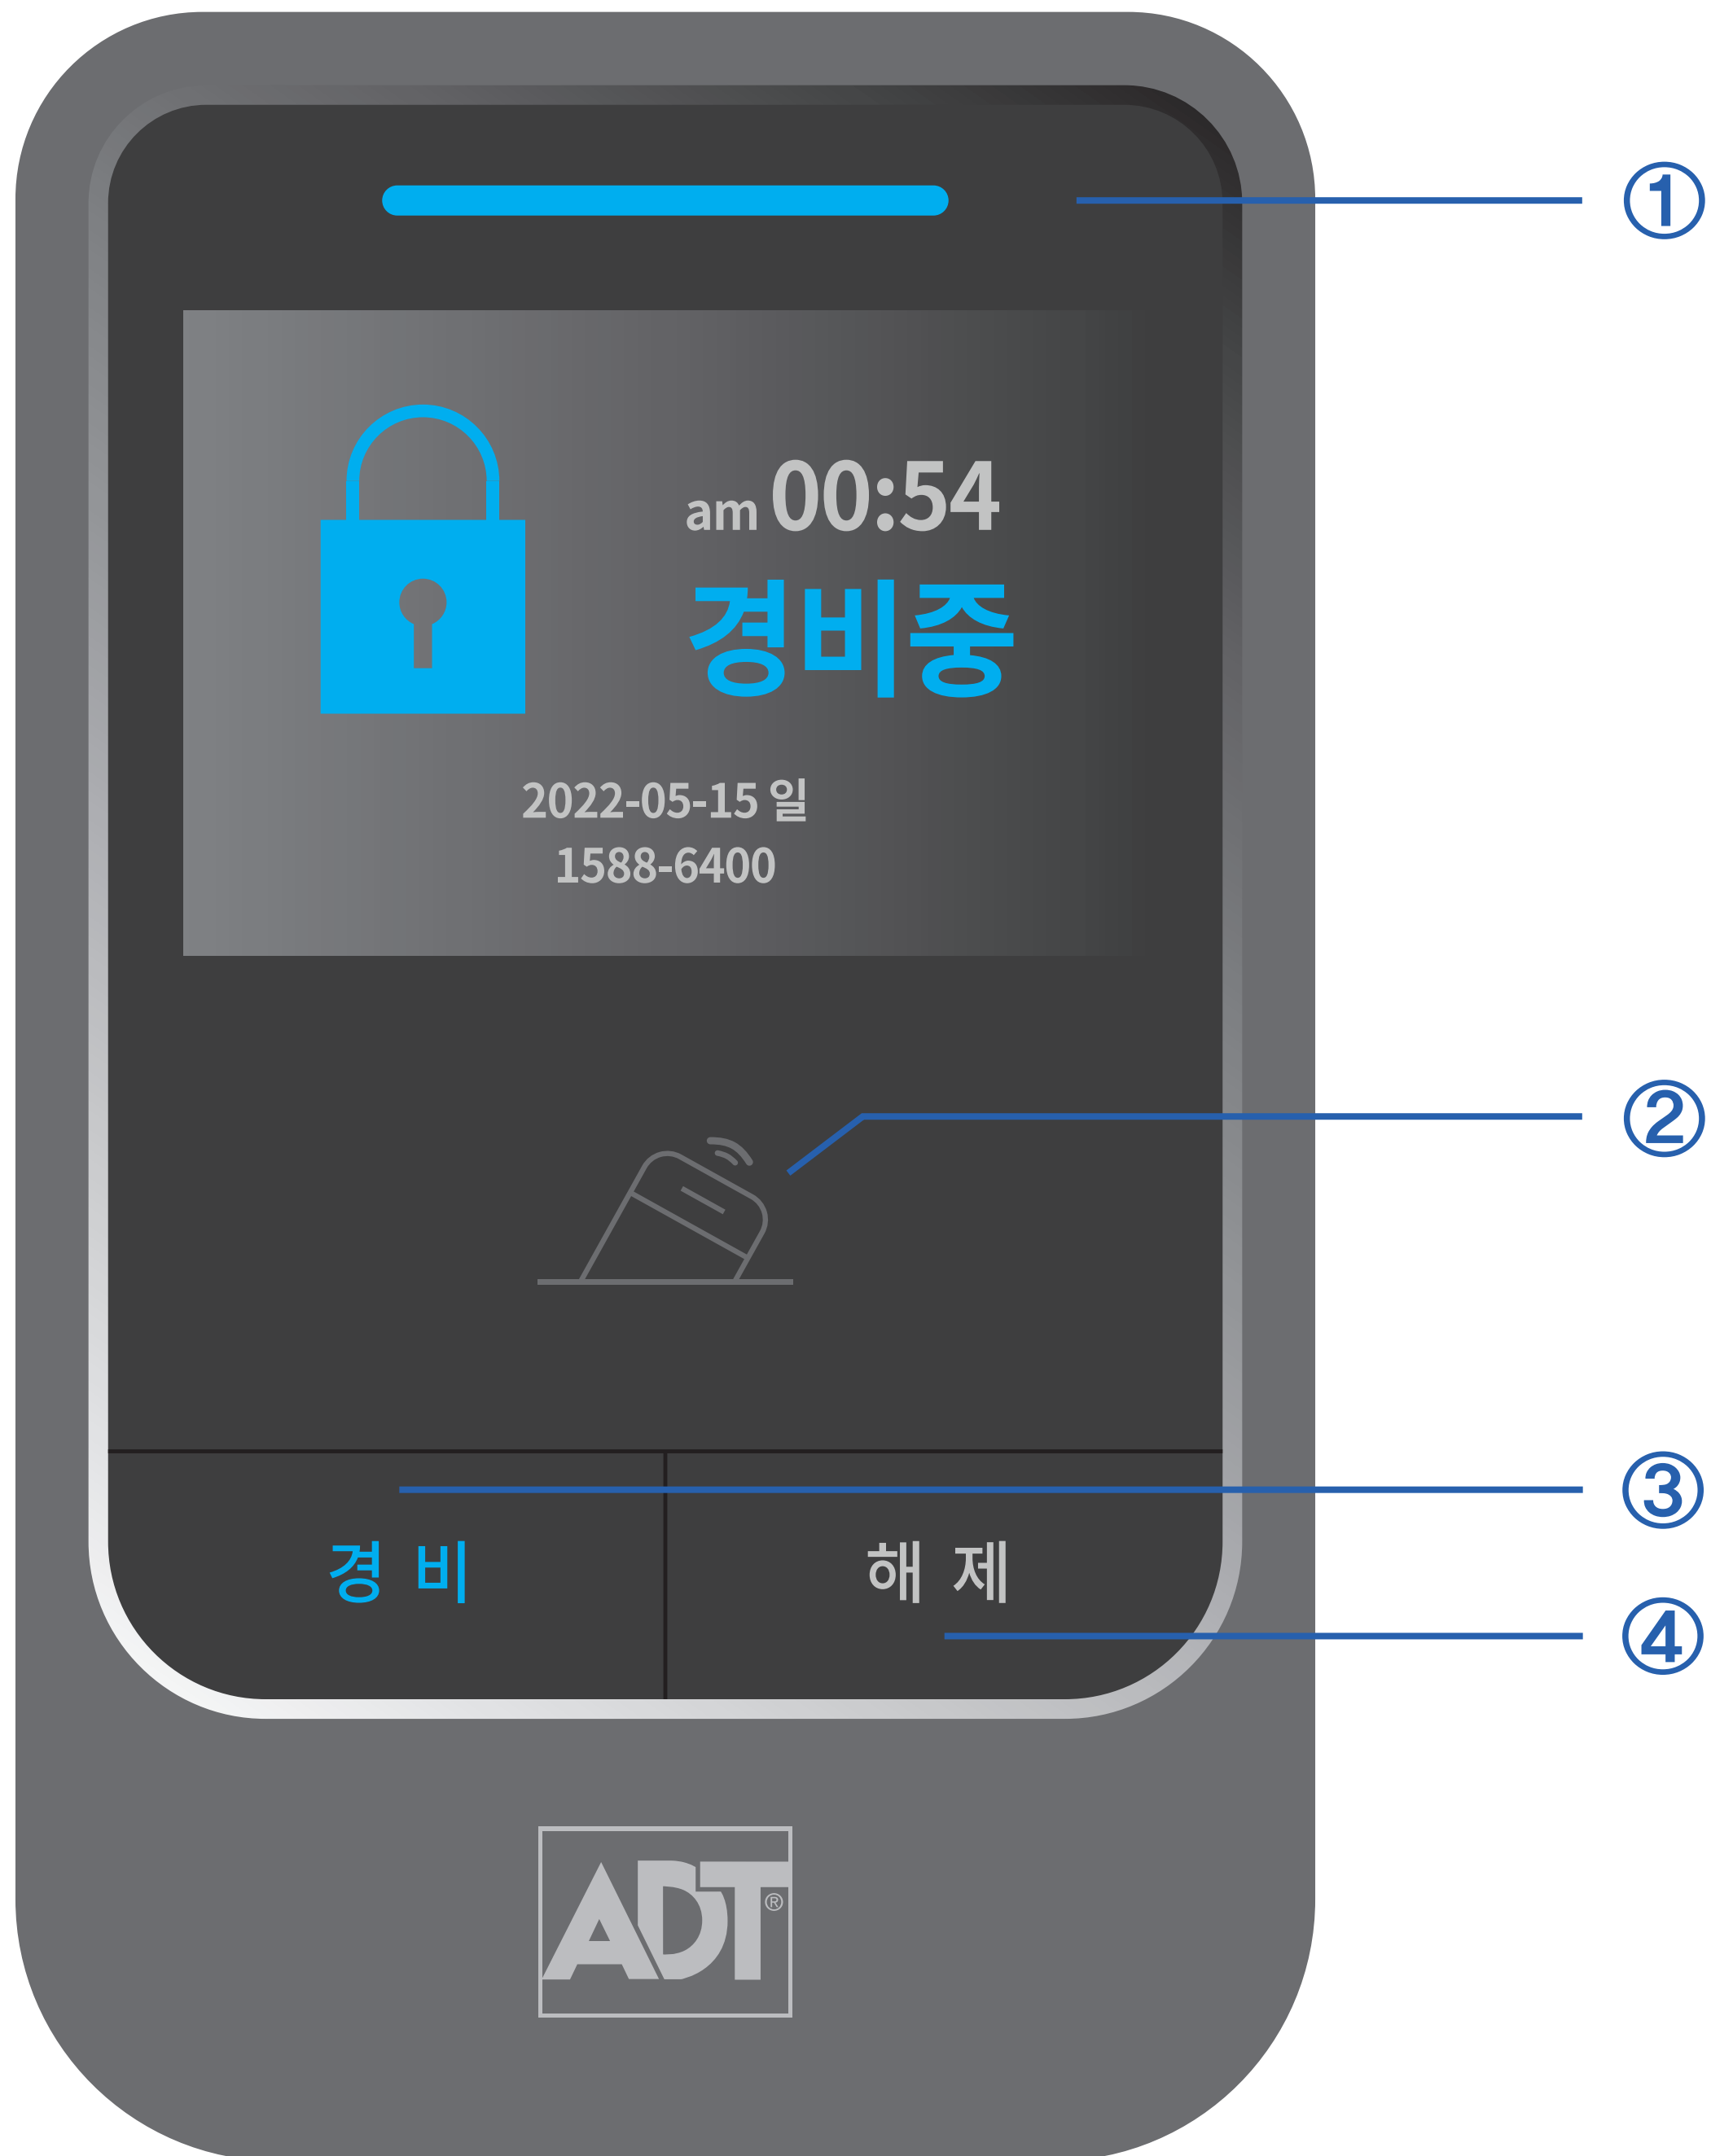 ①
am 00:54
경비중
2022-05-15 일
1588-6400
②
③
경 비
해 제
④
ADT®